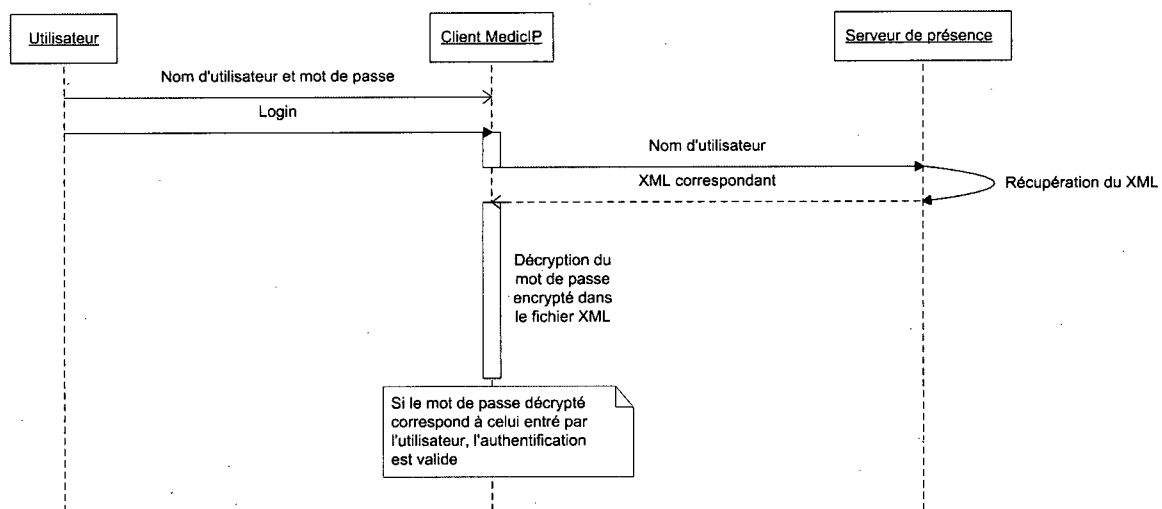 Utilisateur
Client MedicIP
Serveur de présence
Nom d'utilisateur et mot de passe
Login
Nom d'utilisateur
XML correspondant
Récupération du XML
Décryption du
mot de passe
encrypté dans
le fichier XML
Si le mot de passe décrypté
correspond à celui entré par
l'utilisateur, l'authentification
est valide